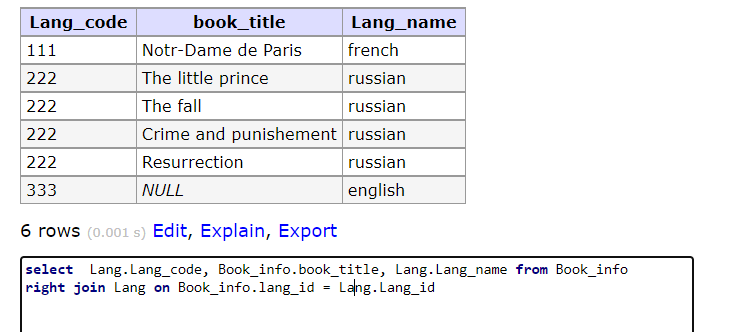 Lang_code book_title Lang_name
111 Notr-Dame de Paris french
222 The little prince russian
222 The fall russian
222 Crime and punishement russian
222 Resurrection russian
333 NULL english
6 rows (0.001 s) Edit, Explain, Export
select  Lang.Lang_code, Book_info.book_title, Lang.Lang_name from Book_info
right join Lang on Book_info.lang_id = Lang.Lang_id